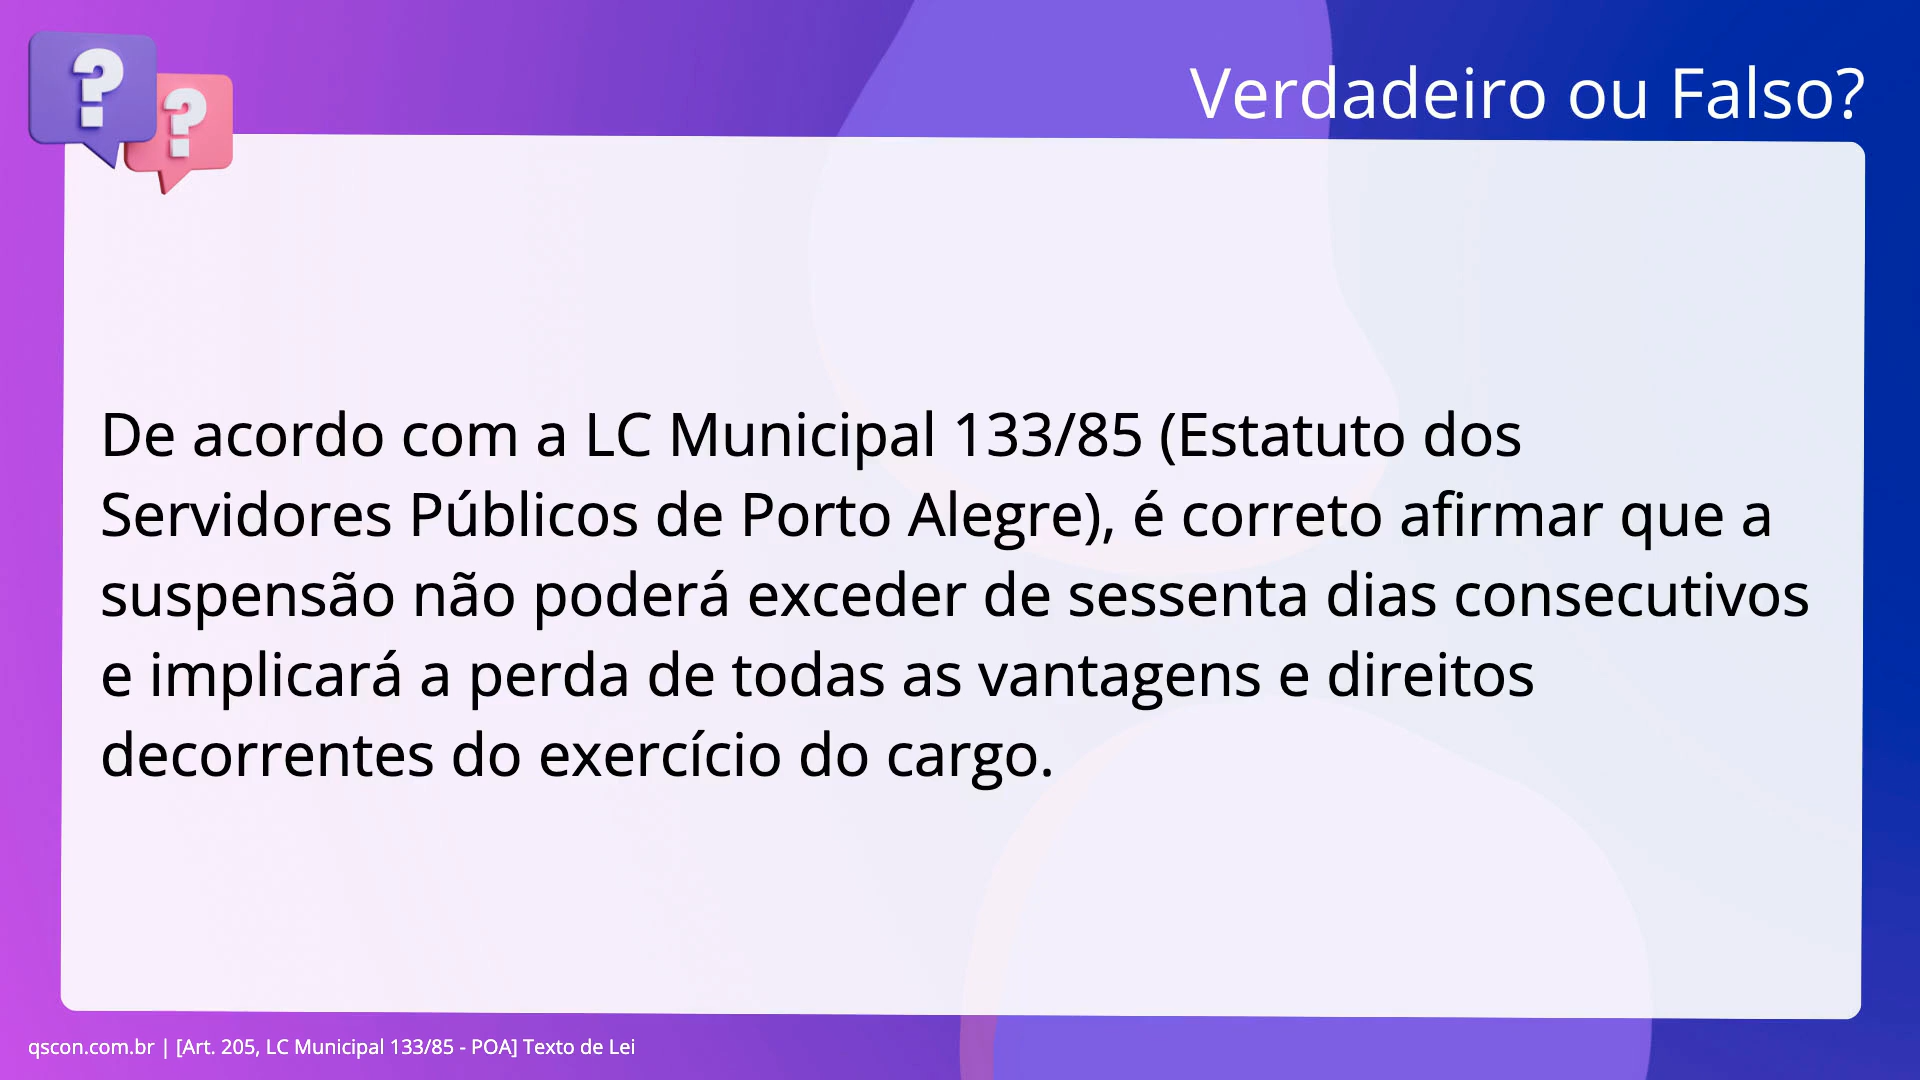 Verdadeiro ou Falso?
De acordo com a LC Municipal 133/85 (Estatuto dos
Servidores Públicos de Porto Alegre), é correto afirmar que a
suspensão não poderá exceder de sessenta dias consecutivos
e implicará a perda de todas as vantagens e direitos
decorrentes do exercício do cargo.
qscon.com.br | [Art. 205, LC Municipal 133/85 - POA] Texto de Lei